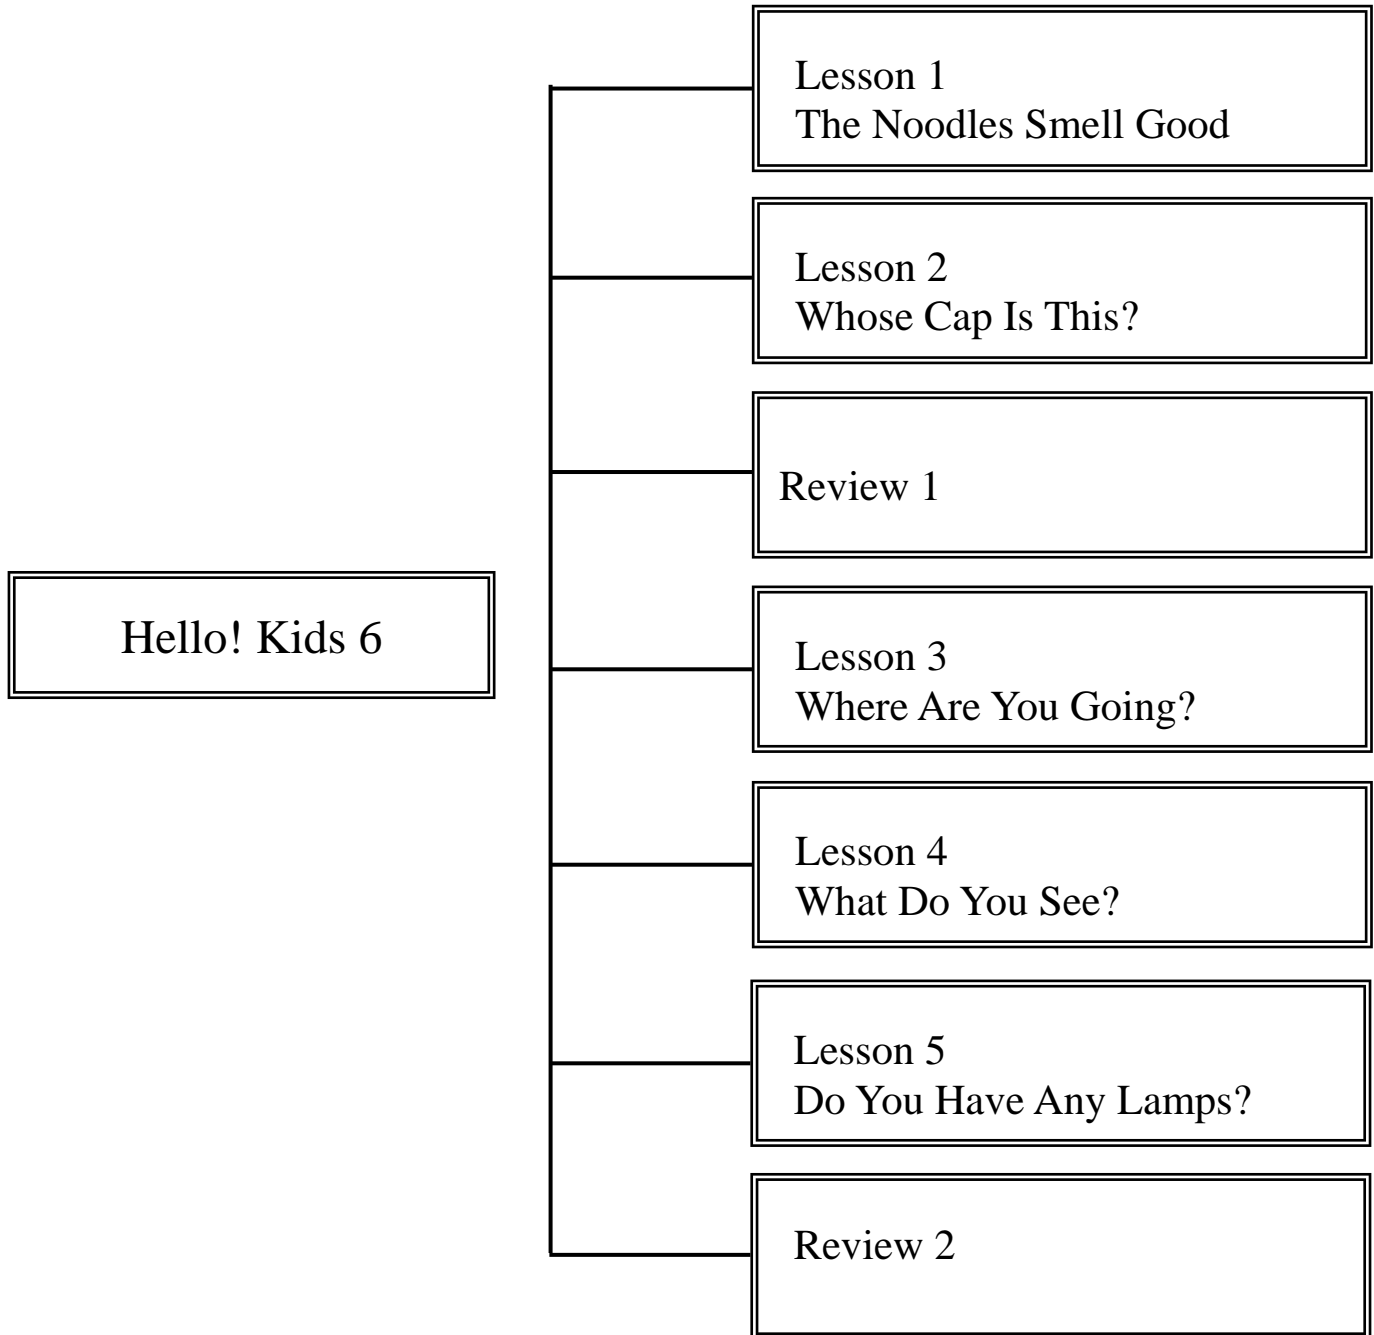 Hello! Kids 6
Lesson 1
The Noodles Smell Good
Lesson 2
Whose Cap Is This?
Review 1
Lesson 3
Where Are You Going?
Lesson 4
What Do You See?
Lesson 5
Do You Have Any Lamps?
Review 2